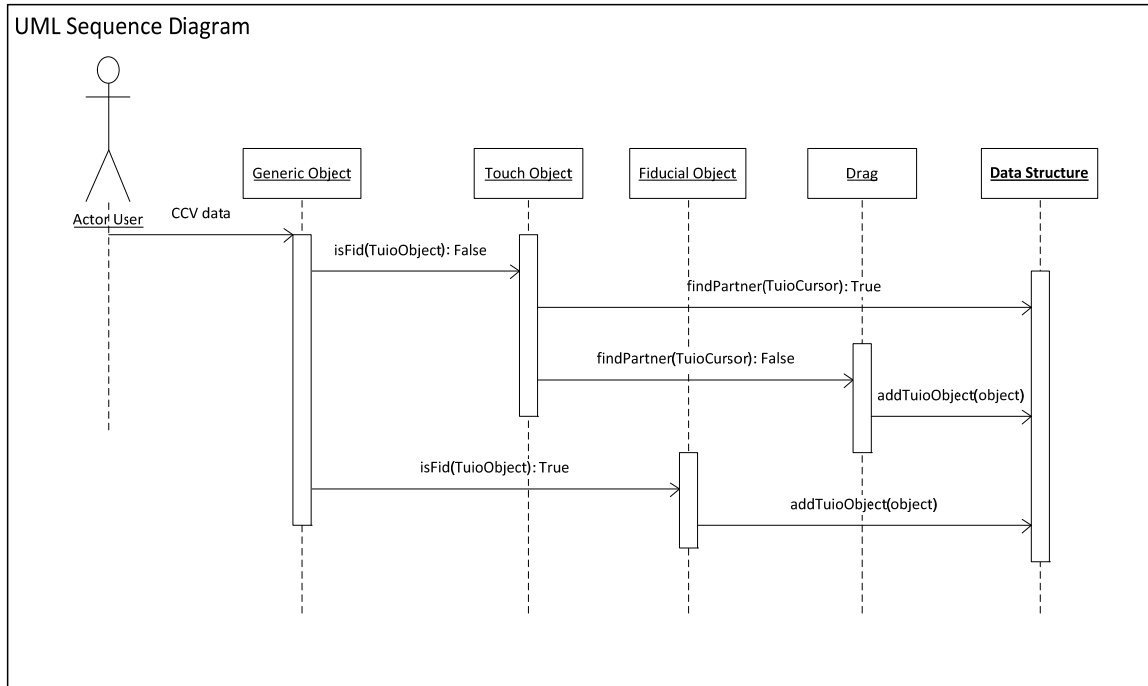 UML Sequence Diagram
Generic Object
Touch Object
Fiducial Object
Drag
Data Structure
Actor User
CCV data
isFid(TuioObject): False
findPartner(TuioCursor): True
findPartner(TuioCursor): False
addTuioObject(object)
isFid(TuioObject): True
addTuioObject(object)